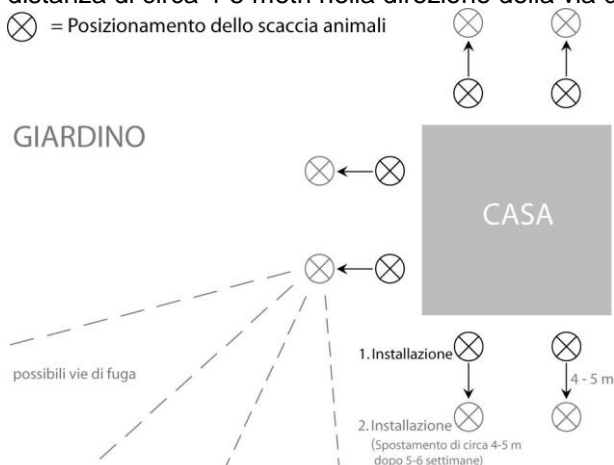 = Posizionamento dello scaccia animali
GIARDINO
CASA
1. Installazione
4 - 5 m
possibili vie di fuga
2. Installazione
(Spostamento di circa 4-5 m
dopo 5-6 settimane)